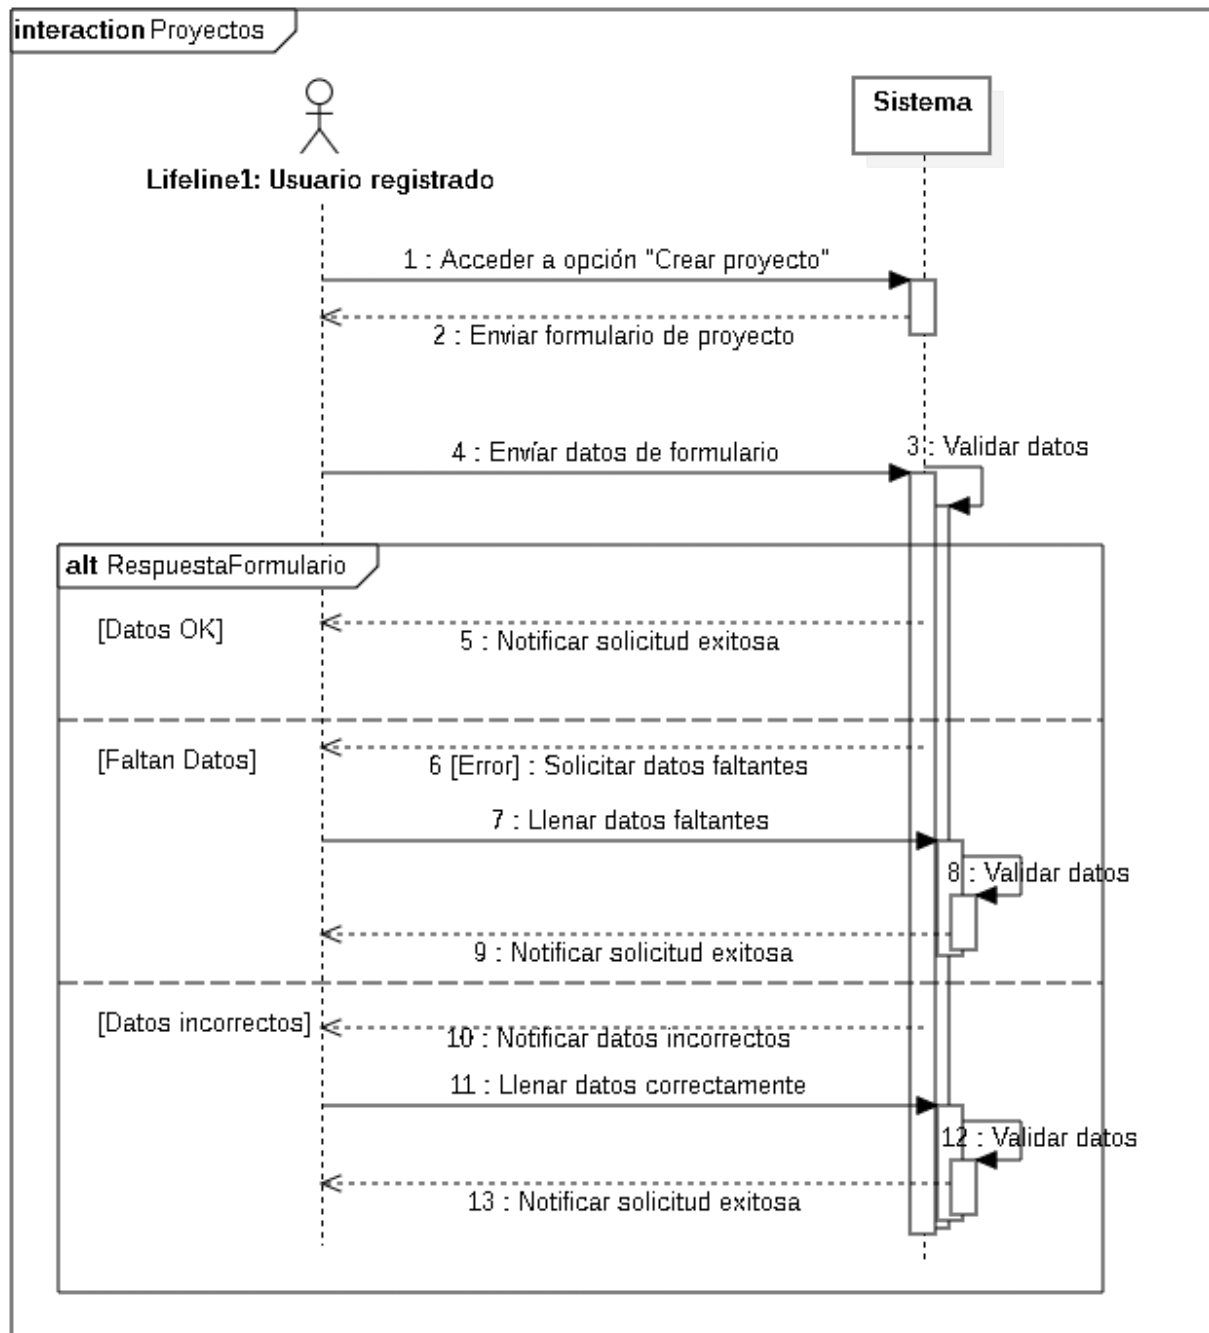 interaction Proyectos
Sistema
Lifeline1: Usuario registrado
1 : Acceder a opción "Crear proyecto"
2 : Enviar formulario de proyecto
3 : Validar datos
4 : Envíar datos de formulario
alt RespuestaFormulario
[Datos OK]
5 : Notificar solicitud exitosa
[Faltan Datos]
6 [Error] : Solicitar datos faltantes
7 : Llenar datos faltantes
8 : Validar datos
9 : Notificar solicitud exitosa
[Datos incorrectos]
10 : Notificar datos incorrectos
11 : Llenar datos correctamente
12 : Validar datos
13 : Notificar solicitud exitosa